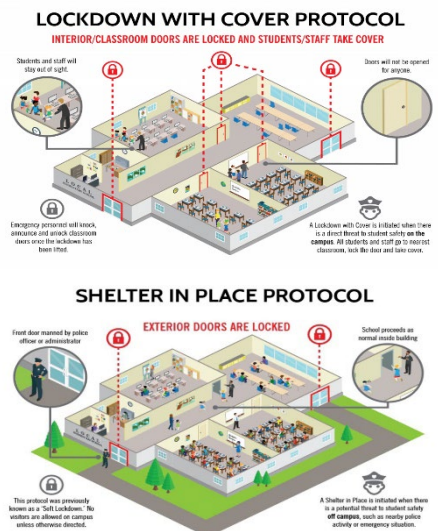 LOCKDOWN WITH COVER PROTOCOL
INTERIOR/CLASSROOM DOORS ARE LOCKED AND STUDENTS/STAFF TAKE COVER
Students and staff will
stay out of sight.
Doors will not be opened
for anyone.
Emergency personnel will knock,
announce and unlock classroom
doors once the lockdown has
been lifted.
A Lockdown with Cover is initiated when there
is a direct threat to student safety on the
campus. All students and staff go to nearest
classroom, lock the door and take cover.
SHELTER IN PLACE PROTOCOL
EXTERIOR DOORS ARE LOCKED
Front door manned by police
officer or administrator
School proceeds as
normal inside building
This protocol was previously
known as a "Soft Lockdown." No
visitors are allowed on campus
unless otherwise directed.
A Shelter in Place is initiated when there
is a potential threat to student safety
off campus, such as nearby police
activity or emergency situation.